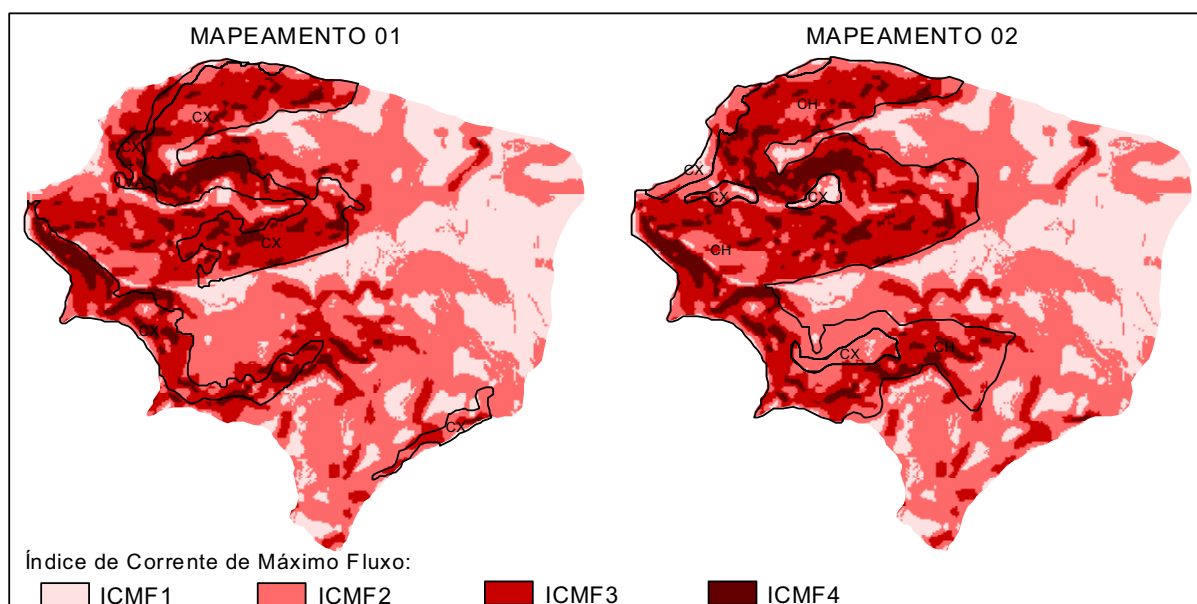 MAPEAMENTO 01
MAPEAMENTO 02
CX
CX
CX
CX
CX
CH
CX
CX
CX
CH
CX
CH
Índice de Corrente de Máximo Fluxo:
ICMF1
ICMF2
ICMF3
ICMF4